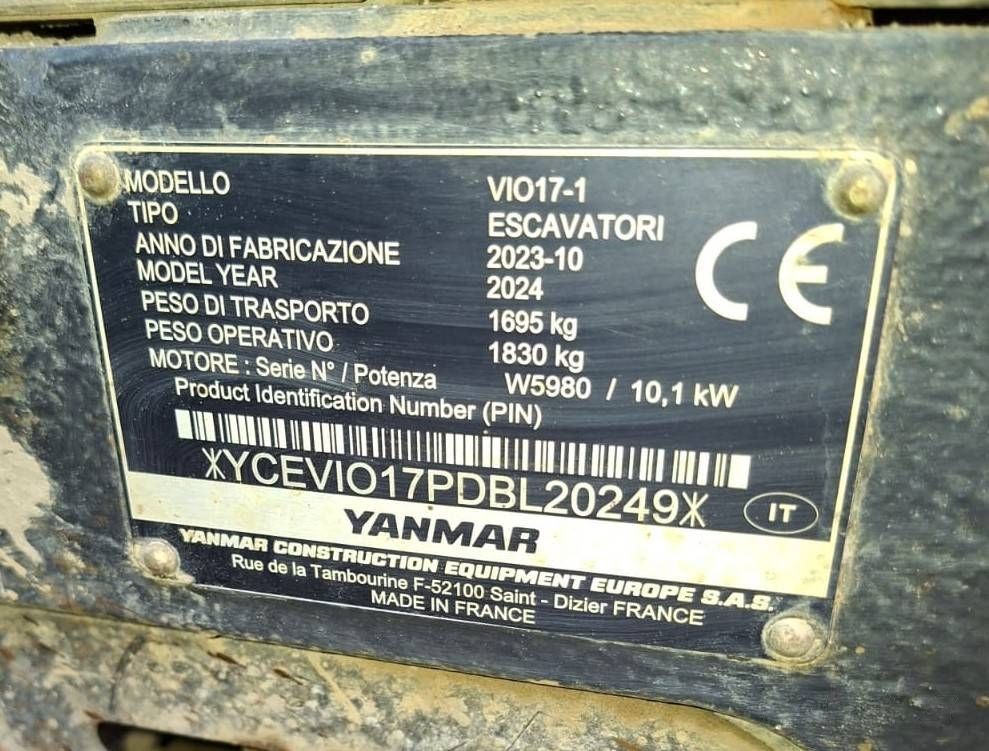 MODELLO VIO17-1
TIPO ESCAVATORI
ANNO DI FABRICAZIONE 2023-10
MODEL YEAR 2024
PESO DI TRASPORTO 1695 kg
PESO OPERATIVO 1830 kg
MOTORE : Serie N° / Potenza W5980 / 10,1 kW
Product Identification Number (PIN)
*YCEVIO17PDBL20249*
IT
YANMAR
YANMAR CONSTRUCTION EQUIPMENT EUROPE S.A.S.
Rue de la Tambourine F-52100 Saint - Dizier FRANCE
MADE IN FRANCE
CE